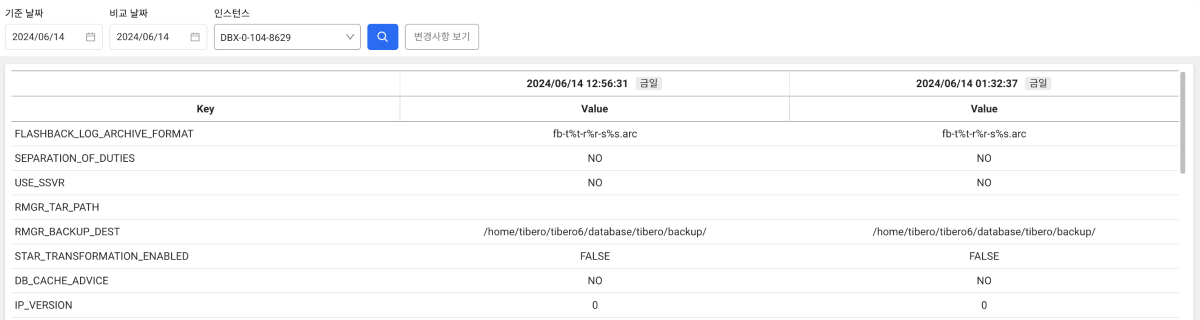 기준 날짜 비교 날짜 인스턴스
2024/06/14 2024/06/14 DBX-0-104-8629 변경사항 보기
2024/06/14 12:56:31 금일 2024/06/14 01:32:37 금일
Key Value Value
FLASHBACK_LOG_ARCHIVE_FORMAT fb-t%t-r%r-s%s.arc fb-t%t-r%r-s%s.arc
SEPARATION_OF_DUTIES NO NO
USE_SSVR NO NO
RMGR_TAR_PATH
RMGR_BACKUP_DEST /home/tibero/tibero6/database/tibero/backup/ /home/tibero/tibero6/database/tibero/backup/
STAR_TRANSFORMATION_ENABLED FALSE FALSE
DB_CACHE_ADVICE NO NO
IP_VERSION 0 0